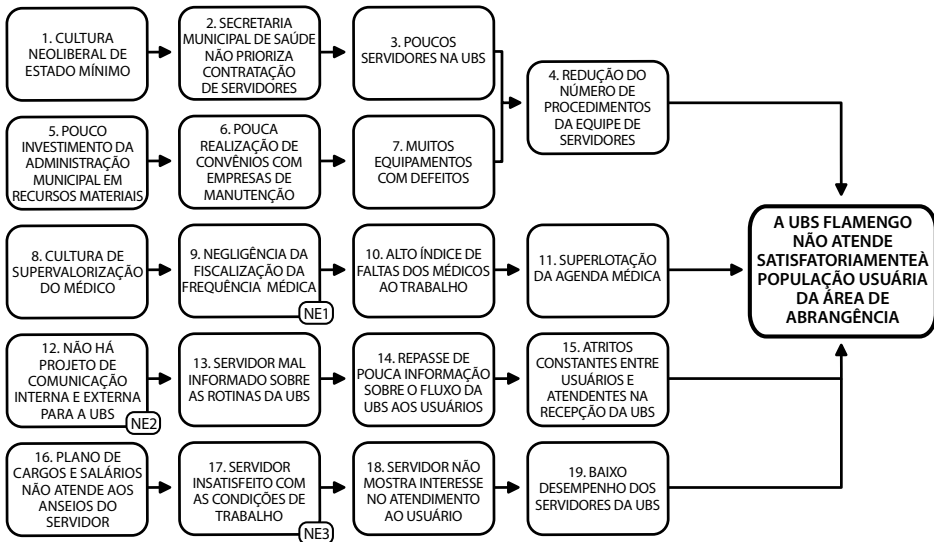 1. CULTURA
NEOLIBERAL DE
ESTADO MÍNIMO
2. SECRETARIA
MUNICIPAL DE SAÚDE
NÃO PRIORIZA
CONTRATAÇÃO
DE SERVIDORES
3. POUCOS
SERVIDORES NA UBS
4. REDUÇÃO DO
NÚMERO DE
PROCEDIMENTOS
DA EQUIPE DE
SERVIDORES
5. POUCO
INVESTIMENTO DA
ADMINISTRAÇÃO
MUNICIPAL EM
RECURSOS MATERIAIS
6. POUCA
REALIZAÇÃO DE
CONVÊNIOS COM
EMPRESAS DE
MANUTENÇÃO
7. MUITOS
EQUIPAMENTOS
COM DEFEITOS
8. CULTURA DE
SUPERVALORIZAÇÃO
DO MÉDICO
9. NEGLIGÊNCIA DA
FISCALIZAÇÃO DA
FREQUÊNCIA MÉDICA
NE1
10. ALTO ÍNDICE DE
FALTAS DOS MÉDICOS
AO TRABALHO
11. SUPERLOTAÇÃO
DA AGENDA MÉDICA
A UBS FLAMENGO
NÃO ATENDE
SATISFATORIAMENTEÀ
POPULAÇÃO USUÁRIA
DA ÁREA DE
ABRANGÊNCIA
12. NÃO HÁ
PROJETO DE
COMUNICAÇÃO
INTERNA E EXTERNA
PARA A UBS
NE2
13. SERVIDOR MAL
INFORMADO SOBRE
AS ROTINAS DA UBS
14. REPASSE DE
POUCA INFORMAÇÃO
SOBRE O FLUXO DA
UBS AOS USUÁRIOS
15. ATRITOS
CONSTANTES ENTRE
USUÁRIOS E
ATENDENTES NA
RECEPÇÃO DA UBS
16. PLANO DE
CARGOS E SALÁRIOS
NÃO ATENDE AOS
ANSEIOS DO
SERVIDOR
17. SERVIDOR
INSATISFEITO COM
AS CONDIÇÕES DE
TRABALHO
NE3
18. SERVIDOR NÃO
MOSTRA INTERESSE
NO ATENDIMENTO
AO USUÁRIO
19. BAIXO
DESEMPENHO DOS
SERVIDORES DA UBS